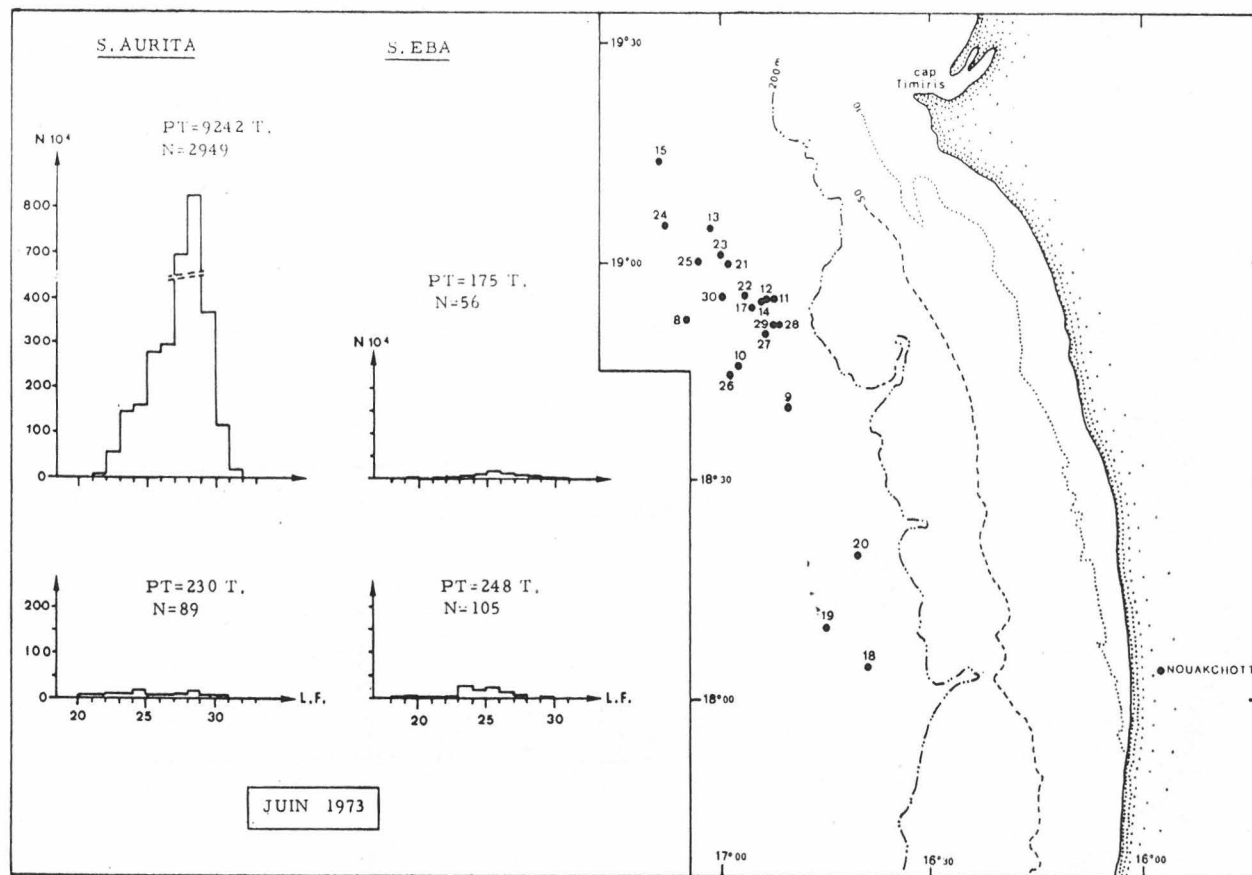 S. AURITA
S. EBA
PT=9242 T.
N=2949
N 10⁴
800
700
400
300
200
100
0
PT=175 T.
N=56
N 10⁴
PT=230 T.
N=89
200
100
0
20
25
30
L.F.
PT=248 T.
N=105
20
25
30
L.F.
JUIN 1973
19°30
19°00
18°30
18°00
17°00
16°30
16°00
cap
Timiris
200m
10
50
15
24
13
23
25
21
30
22
12
11
17
14
8
29
28
27
10
26
9
20
19
18
NOUAKCHOTT